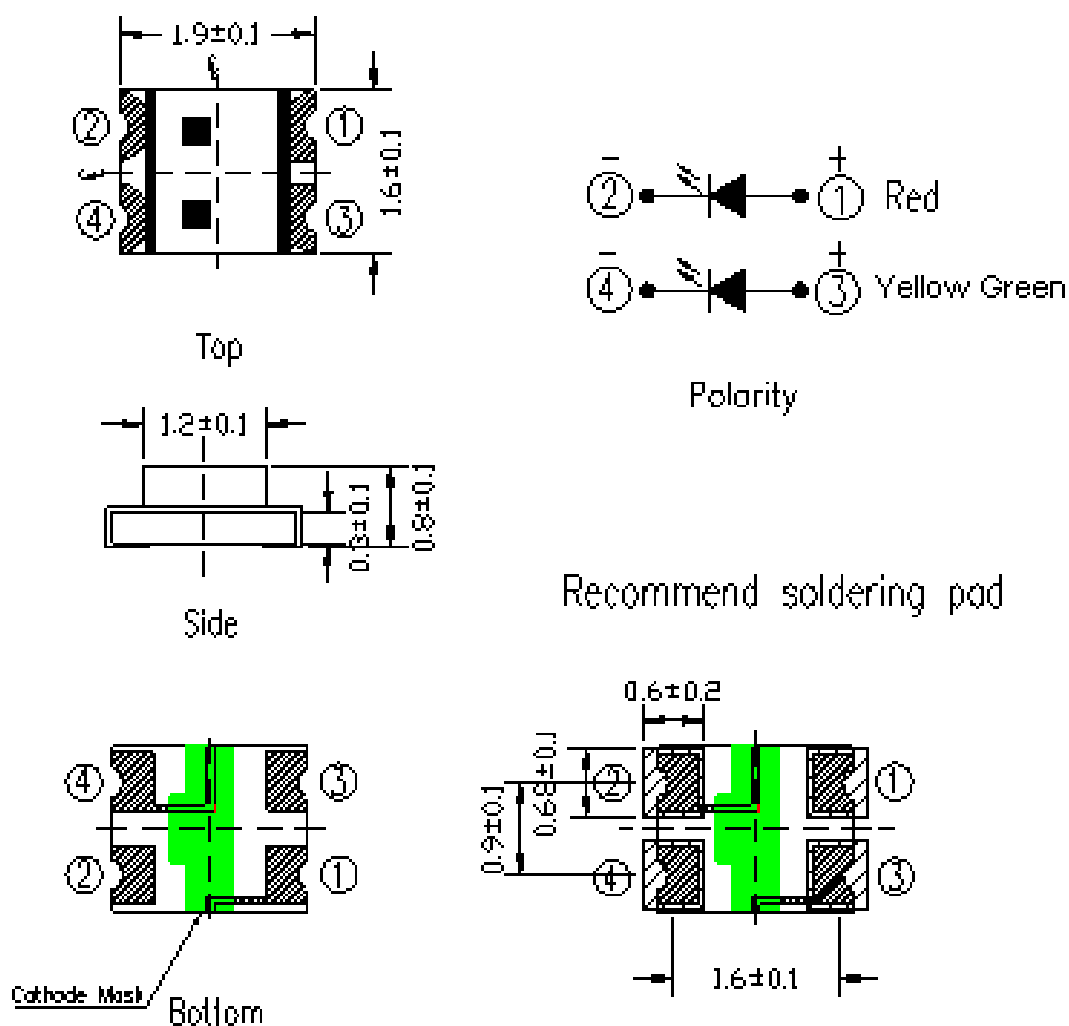 1.9±0.1
② ①
④ ③
1.6±0.1
Top
- +
② ① Red
- +
④ ③ Yellow Green
Polarity
1.2±0.1
0.3±0.1
0.8±0.1
Side
Recommend soldering pad
④ ③
② ①
Cathode Mask
Bottom
0.6±0.2
0.68±0.1
0.9±0.1
② ①
④ ③
1.6±0.1